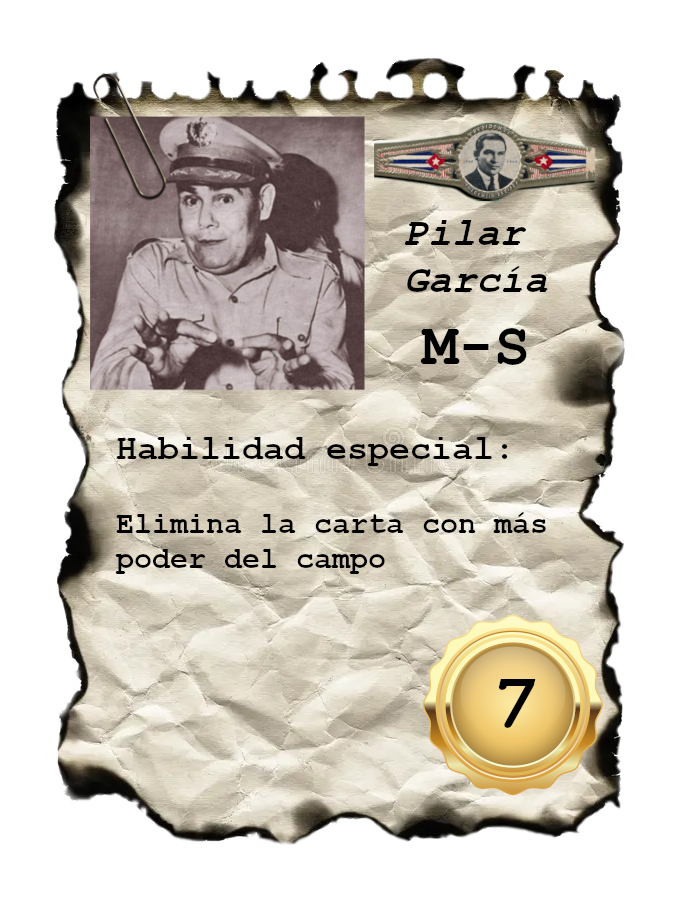 Pilar
García
M-S
Habilidad especial:
Elimina la carta con más
poder del campo
7